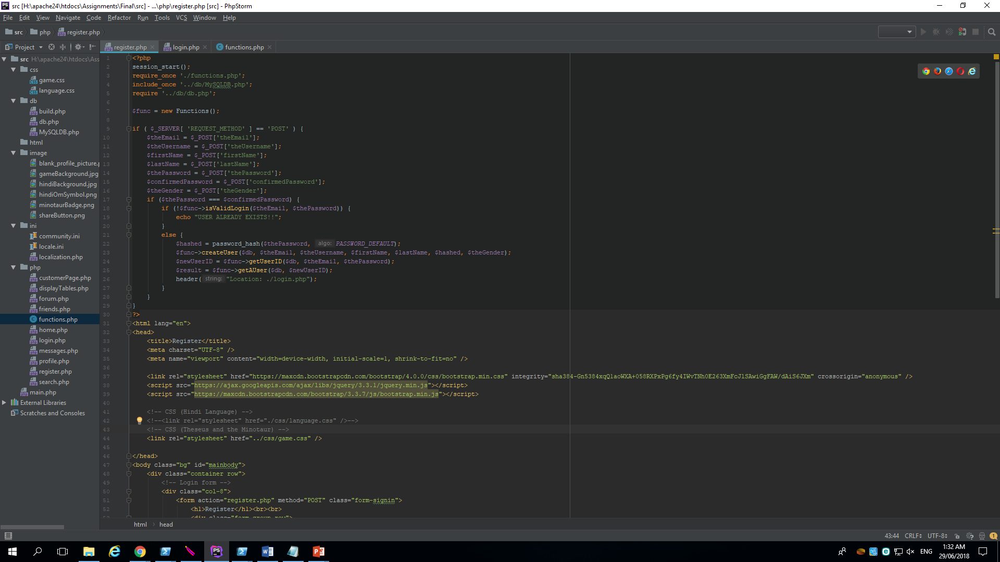 src [H:\apache24\htdocs\Assignments\Final\src] - ...\php\register.php [src] - PhpStorm
File Edit View Navigate Code Refactor Run Tools VCS Window Help
src php register.php
Project
register.php login.php functions.php
src H:\apache24\htdocs\Ass
css
game.css
language.css
db
build.php
db.php
MySQLDB.php
html
image
blank_profile_picture.p
gameBackground.jpg
hindiBackground.jpg
hindiOmSymbol.png
minotaurBadge.png
shareButton.png
ini
community.ini
locale.ini
localization.php
php
customerPage.php
displayTables.php
forum.php
friends.php
functions.php
home.php
login.php
messages.php
profile.php
register.php
search.php
main.php
External Libraries
Scratches and Consoles
1 <?php
2 session_start();
3 require_once './functions.php';
4 include_once '../db/MySQLDB.php';
5 require '../db/db.php';
6
7 $func = new Functions();
8
9 if ( $_SERVER[ 'REQUEST_METHOD' ] == 'POST' ) {
10 $theEmail = $_POST['theEmail'];
11 $theUsername = $_POST['theUsername'];
12 $firstName = $_POST['firstName'];
13 $lastName = $_POST['lastName'];
14 $thePassword = $_POST['thePassword'];
15 $confirmedPassword = $_POST['confirmedPassword'];
16 $theGender = $_POST['theGender'];
17 if ($thePassword === $confirmedPassword) {
18 if (!$func->isValidLogin($theEmail, $thePassword)) {
19 echo "USER ALREADY EXISTS!!";
20 }
21 else {
22 $hashed = password_hash($thePassword, algo: PASSWORD_DEFAULT);
23 $func->createUser($db, $theEmail, $theUsername, $firstName, $lastName, $hashed, $theGender);
24 $newUserID = $func->getUserID($db, $theEmail, $thePassword);
25 $result = $func->getAUser($db, $newUserID);
26 header( string: "Location: ./login.php");
27 }
28 }
29 }
30 ?>
31 <html lang="en">
32 <head>
33 <title>Register</title>
34 <meta charset="UTF-8" />
35 <meta name="viewport" content="width=device-width, initial-scale=1, shrink-to-fit=no" />
36
37 <link rel="stylesheet" href="https://maxcdn.bootstrapcdn.com/bootstrap/4.0.0/css/bootstrap.min.css" integrity="sha384-Gn5384xqQ1aoWXA+058RXPxPg6fy4IWvTNh0E263XmFcJlSAwiGgFAW/dAiS6JXm" crossorigin="anonymous" />
38 <script src="https://ajax.googleapis.com/ajax/libs/jquery/3.3.1/jquery.min.js"></script>
39 <script src="https://maxcdn.bootstrapcdn.com/bootstrap/3.3.7/js/bootstrap.min.js"></script>
40
41 <!-- CSS (Hindi Language) -->
42 <!--<link rel="stylesheet" href="./css/language.css" />-->
43 <!-- CSS (Theseus and the Minotaur) -->
44 <link rel="stylesheet" href="../css/game.css" />
45
46 </head>
47 <body class="bg" id="mainbody">
48 <div class="container row">
49 <!-- Login form -->
50 <div class="col-8">
51 <form action="register.php" method="POST" class="form-signin">
52 <h1>Register</h1><br><br>
53 <div class="form-group row">
html head
43:44 CRLF UTF-8 1
ENG
1:32 AM
29/06/2018